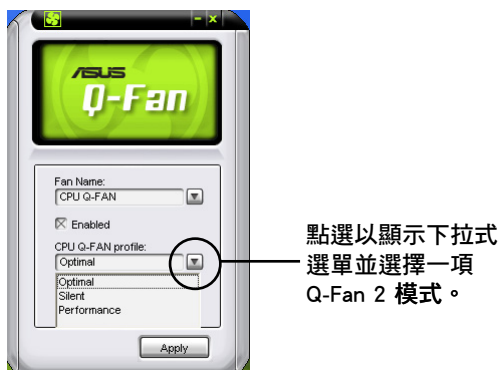 ASUS
Q-Fan
Fan Name:
CPU Q-FAN
Enabled
CPU Q-FAN profile:
Optimal
Optimal
Silent
Performance
Apply
點選以顯示下拉式
選單並選擇一項
Q-Fan 2 模式。